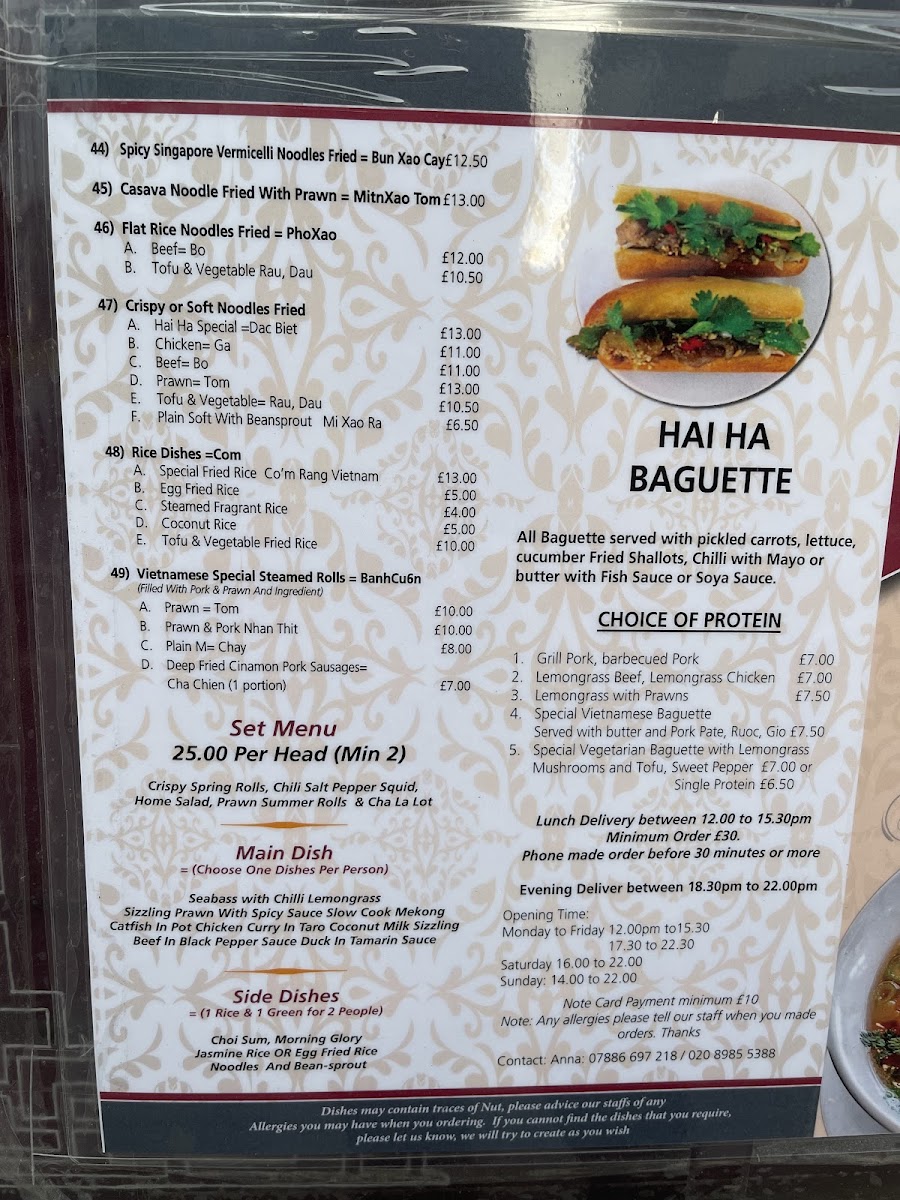 44) Spicy Singapore Vermicelli Noodles Fried = Bun Xao Cay £12.50
45) Casava Noodle Fried With Prawn = MitnXao Tom £13.00
46) Flat Rice Noodles Fried = PhoXao
A. Beef= Bo £12.00
B. Tofu & Vegetable Rau, Dau £10.50
47) Crispy or Soft Noodles Fried
A. Hai Ha Special =Dac Biet £13.00
B. Chicken= Ga £11.00
C. Beef= Bo £11.00
D. Prawn= Tom £13.00
E. Tofu & Vegetable= Rau, Dau £10.50
F. Plain Soft With Beansprout Mi Xao Ra £6.50
48) Rice Dishes =Com
A. Special Fried Rice Co'm Rang Vietnam £13.00
B. Egg Fried Rice £5.00
C. Steamed Fragrant Rice £4.00
D. Coconut Rice £5.00
E. Tofu & Vegetable Fried Rice £10.00
49) Vietnamese Special Steamed Rolls = BanhCu6n
(Filled With Pork & Prawn And Ingredient)
A. Prawn = Tom £10.00
B. Prawn & Pork Nhan Thit £10.00
C. Plain M= Chay £8.00
D. Deep Fried Cinamon Pork Sausages=
Cha Chien (1 portion) £7.00
Set Menu
25.00 Per Head (Min 2)
Crispy Spring Rolls, Chili Salt Pepper Squid,
Home Salad, Prawn Summer Rolls & Cha La Lot
Main Dish
= (Choose One Dishes Per Person)
Seabass with Chilli Lemongrass
Sizzling Prawn With Spicy Sauce Slow Cook Mekong
Catfish In Pot Chicken Curry In Taro Coconut Milk Sizzling
Beef In Black Pepper Sauce Duck In Tamarin Sauce
Side Dishes
= (1 Rice & 1 Green for 2 People)
Choi Sum, Morning Glory
Jasmine Rice OR Egg Fried Rice
Noodles And Bean-sprout
HAI HA
BAGUETTE
All Baguette served with pickled carrots, lettuce,
cucumber Fried Shallots, Chilli with Mayo or
butter with Fish Sauce or Soya Sauce.
CHOICE OF PROTEIN
1. Grill Pork, barbecued Pork £7.00
2. Lemongrass Beef, Lemongrass Chicken £7.00
3. Lemongrass with Prawns £7.50
4. Special Vietnamese Baguette
Served with butter and Pork Pate, Ruoc, Gio £7.50
5. Special Vegetarian Baguette with Lemongrass
Mushrooms and Tofu, Sweet Pepper £7.00 or
Single Protein £6.50
Lunch Delivery between 12.00 to 15.30pm
Minimum Order £30.
Phone made order before 30 minutes or more
Evening Deliver between 18.30pm to 22.00pm
Opening Time:
Monday to Friday 12.00pm to15.30
17.30 to 22.30
Saturday 16.00 to 22.00
Sunday: 14.00 to 22.00
Note Card Payment minimum £10
Note: Any allergies please tell our staff when you made
orders. Thanks
Contact: Anna: 07886 697 218 / 020 8985 5388
Dishes may contain traces of Nut, please advice our staffs of any
Allergies you may have when you ordering. If you cannot find the dishes that you require,
please let us know, we will try to create as you wish